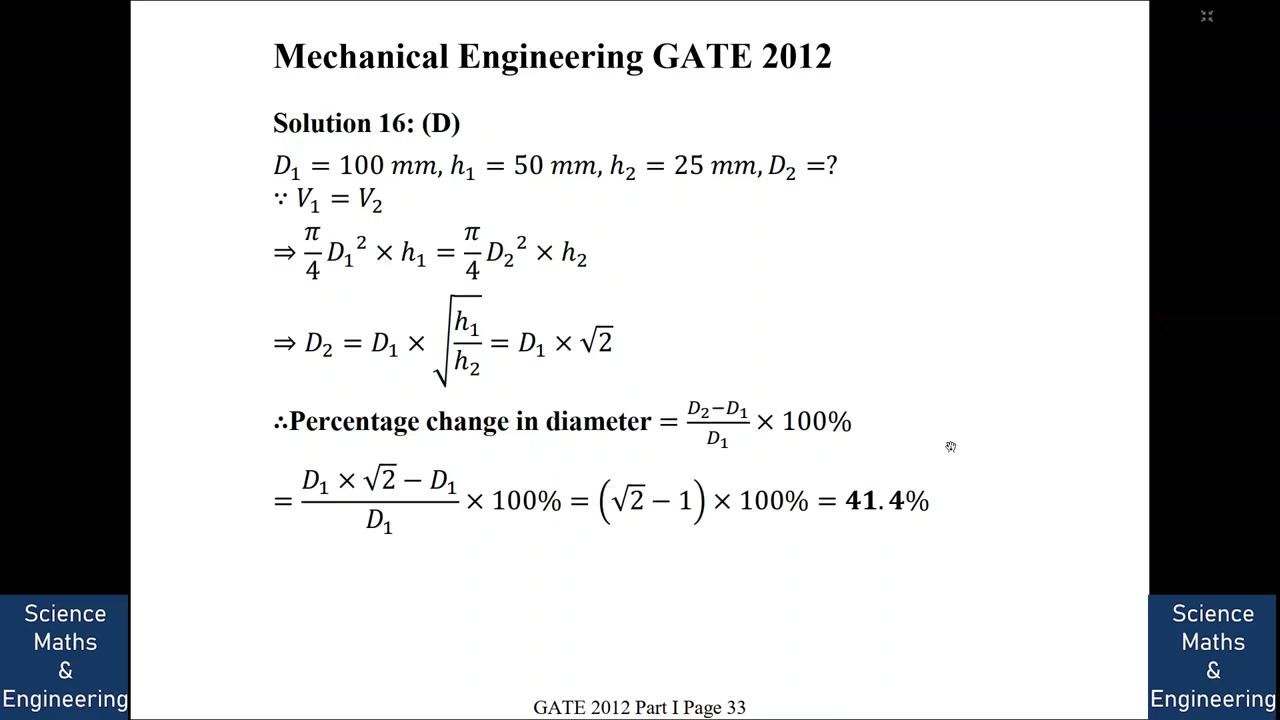 Mechanical Engineering GATE 2012
Solution 16: (D)
D₁ = 100 mm, h₁ = 50 mm, h₂ = 25 mm, D₂ =?
∵ V₁ = V₂
⇒ π/4 D₁² × h₁ = π/4 D₂² × h₂
⇒ D₂ = D₁ × √(h₁/h₂) = D₁ × √2
∴Percentage change in diameter = (D₂−D₁)/D₁ × 100%
= (D₁ × √2 − D₁)/D₁ × 100% = (√2 − 1) × 100% = 41.4%
Science
Maths
&
Engineering
Science
Maths
&
Engineering
GATE 2012 Part I Page 33